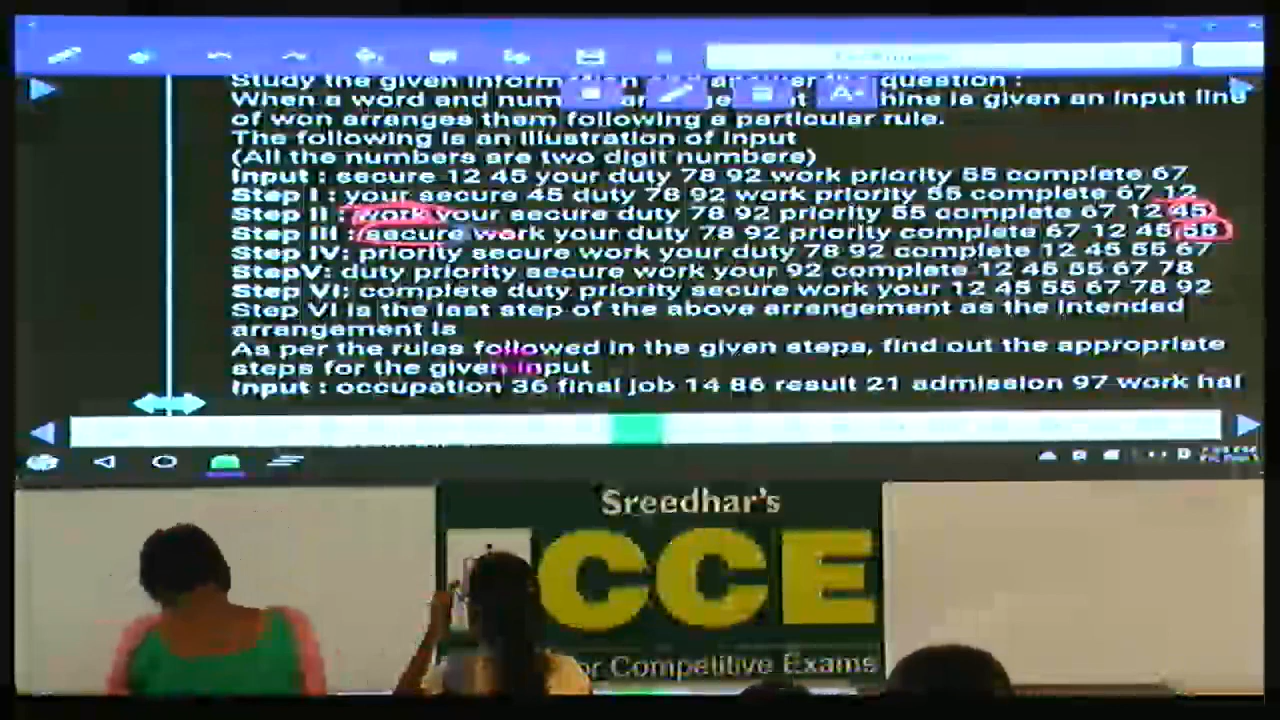 Study the given inform n an answer the question :
When a word and num arrangement hine is given an input line
of won arranges them following a particular rule.
The following is an illustration of input
(All the numbers are two digit numbers)
Input : secure 12 45 your duty 78 92 work priority 55 complete 67
Step I : your secure 45 duty 78 92 work priority 55 complete 67 12
Step II : work your secure duty 78 92 priority 55 complete 67 12 45
Step III : secure work your duty 78 92 priority complete 67 12 45 55
Step IV: priority secure work your duty 78 92 complete 12 45 55 67
StepV: duty priority secure work your 92 complete 12 45 55 67 78
Step VI: complete duty priority secure work your 12 45 55 67 78 92
Step VI is the last step of the above arrangement as the intended
arrangement is
As per the rules followed in the given steps, find out the appropriate
steps for the given input
Input : occupation 36 final job 14 86 result 21 admission 97 work hal
Sreedhar's
CCE
or Competitive Exams